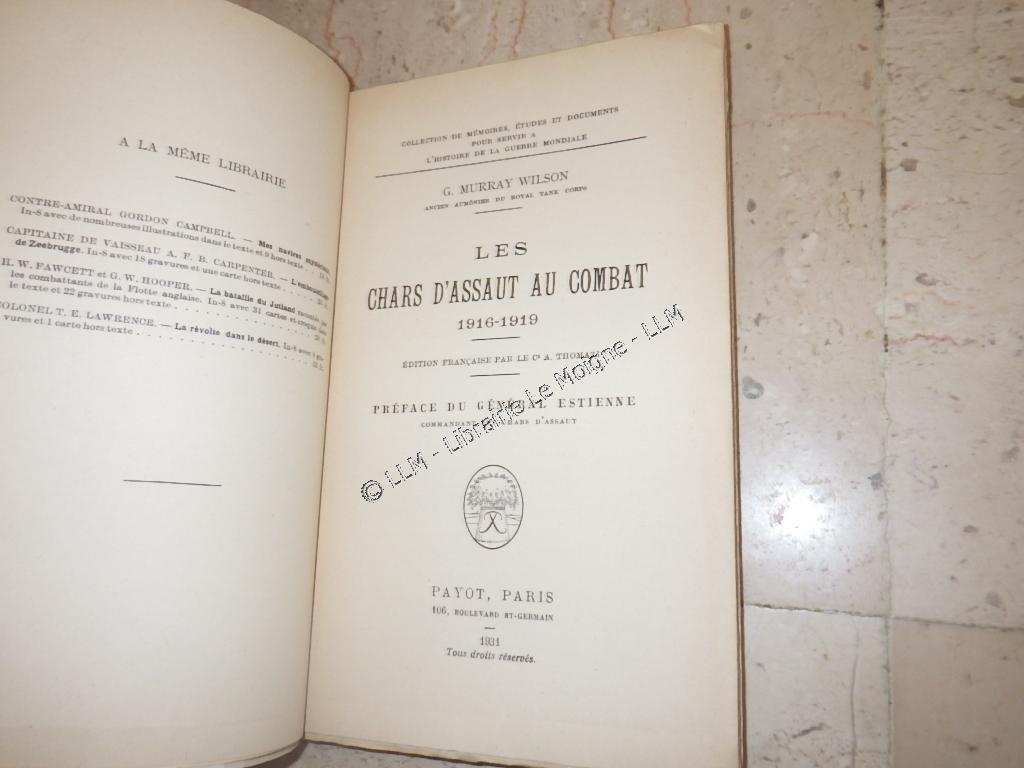 A LA MÊME LIBRAIRIE
CONTRE-AMIRAL GORDON CAMPBELL. — Mes navires mystérieux.
In-8 avec de nombreuses illustrations dans le texte et 9 hors texte
CAPITAINE DE VAISSEAU A. F. B. CARPENTER. — L'embouteillage
de Zeebrugge. In-8 avec 18 gravures et une carte hors texte
R. W. FAWCETT et G. W. HOOPER. — La bataille du Jutland racontée par
les combattants de la Flotte anglaise. In-8 avec 31 cartes et croquis dans
le texte et 22 gravures hors texte
COLONEL T. E. LAWRENCE. — La révolte dans le désert. In-8 avec
vures et 1 carte hors texte
COLLECTION DE MÉMOIRES, ÉTUDES ET DOCUMENTS
POUR SERVIR A
L'HISTOIRE DE LA GUERRE MONDIALE
G. MURRAY WILSON
ANCIEN AUMÔNIER DU ROYAL TANK CORPS
LES
CHARS D'ASSAUT AU COMBAT
1916-1919
ÉDITION FRANÇAISE PAR LE Ct A. THOMAZI
PRÉFACE DU GÉNÉRAL ESTIENNE
COMMANDANT CHARS D'ASSAUT
© LLM - Librairie Le Moigne - LLM
PAYOT, PARIS
106, BOULEVARD ST-GERMAIN
1931
Tous droits réservés.